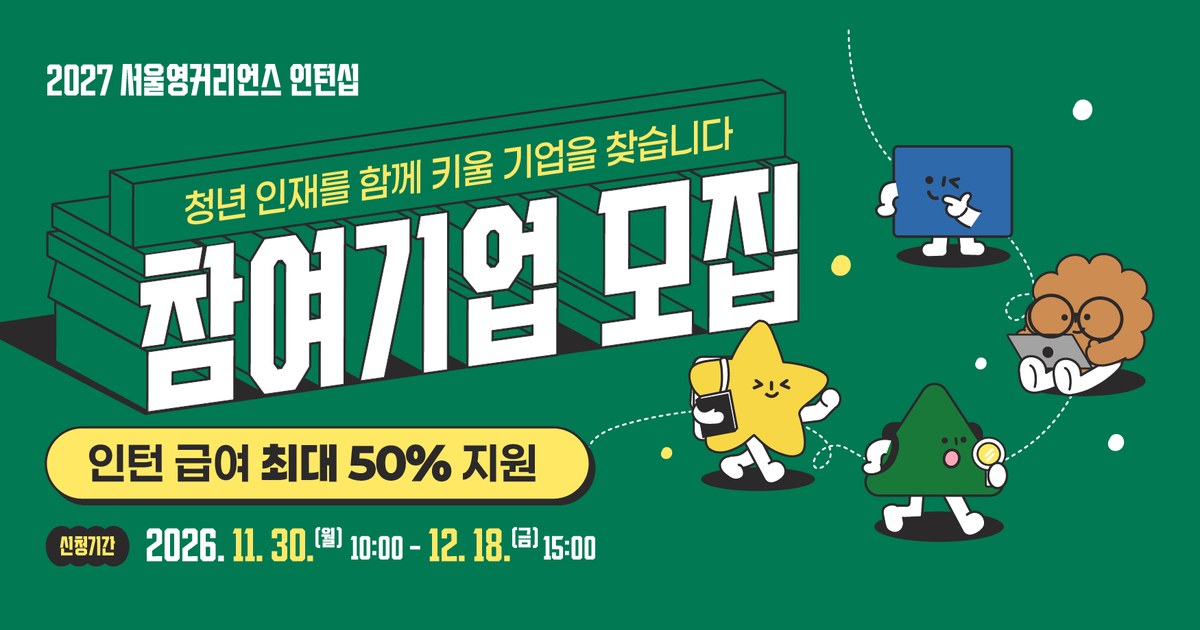 2027 서울영커리언스 인턴십
청년 인재를 함께 키울 기업을 찾습니다
참여기업 모집
인턴 급여 최대 50% 지원
신청기간 2026. 11. 30.(월) 10:00 - 12. 18.(금) 15:00